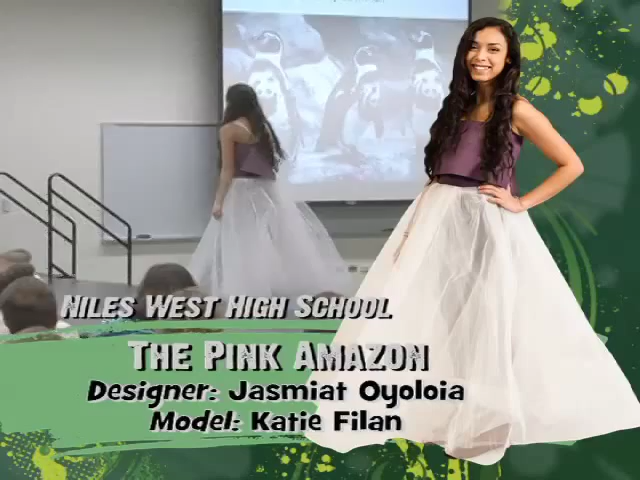 Niles West High School
The Pink Amazon
Designer: Jasmiat Oyoloia
Model: Katie Filan